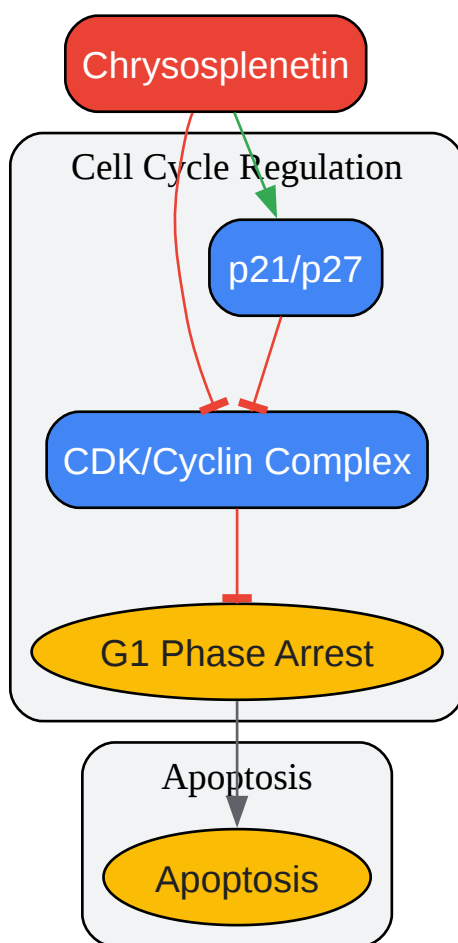 Chrysosplenetin
Cell Cycle Regulation
p21/p27
CDK/Cyclin Complex
G1 Phase Arrest
Apoptosis
Apoptosis